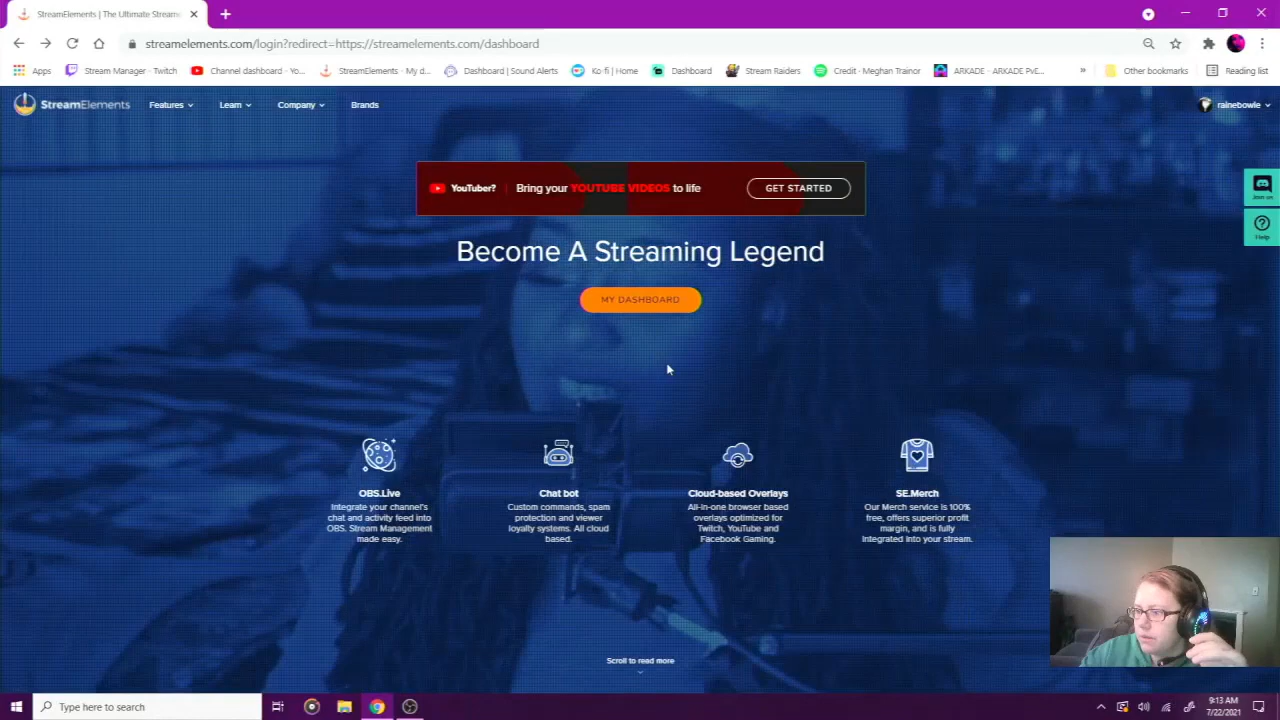 StreamElements | The Ultimate Stream
streamelements.com/login?redirect=https://streamelements.com/dashboard
Apps
Stream Manager - Twitch
Channel dashboard - Yo...
StreamElements - My d...
Dashboard | Sound Alerts
Ko-fi | Home
Dashboard
Stream Raiders
Credit · Meghan Trainor
ARKADE - ARKADE PvE...
»
Other bookmarks
Reading list
StreamElements
Features
Learn
Company
Brands
rainebowie
YouTuber?
Bring your YOUTUBE VIDEOS to life
GET STARTED
Join us
Help
Become A Streaming Legend
MY DASHBOARD
OBS.Live
Integrate your channel's
chat and activity feed into
OBS. Stream Management
made easy.
Chat bot
Custom commands, spam
protection and viewer
loyalty systems. All cloud
based.
Cloud-based Overlays
All-in-one browser based
overlays optimized for
Twitch, YouTube and
Facebook Gaming.
SE.Merch
Our Merch service is 100%
free, offers superior profit
margin, and is fully
integrated into your stream.
Scroll to read more
Type here to search
9:13 AM
7/22/2021